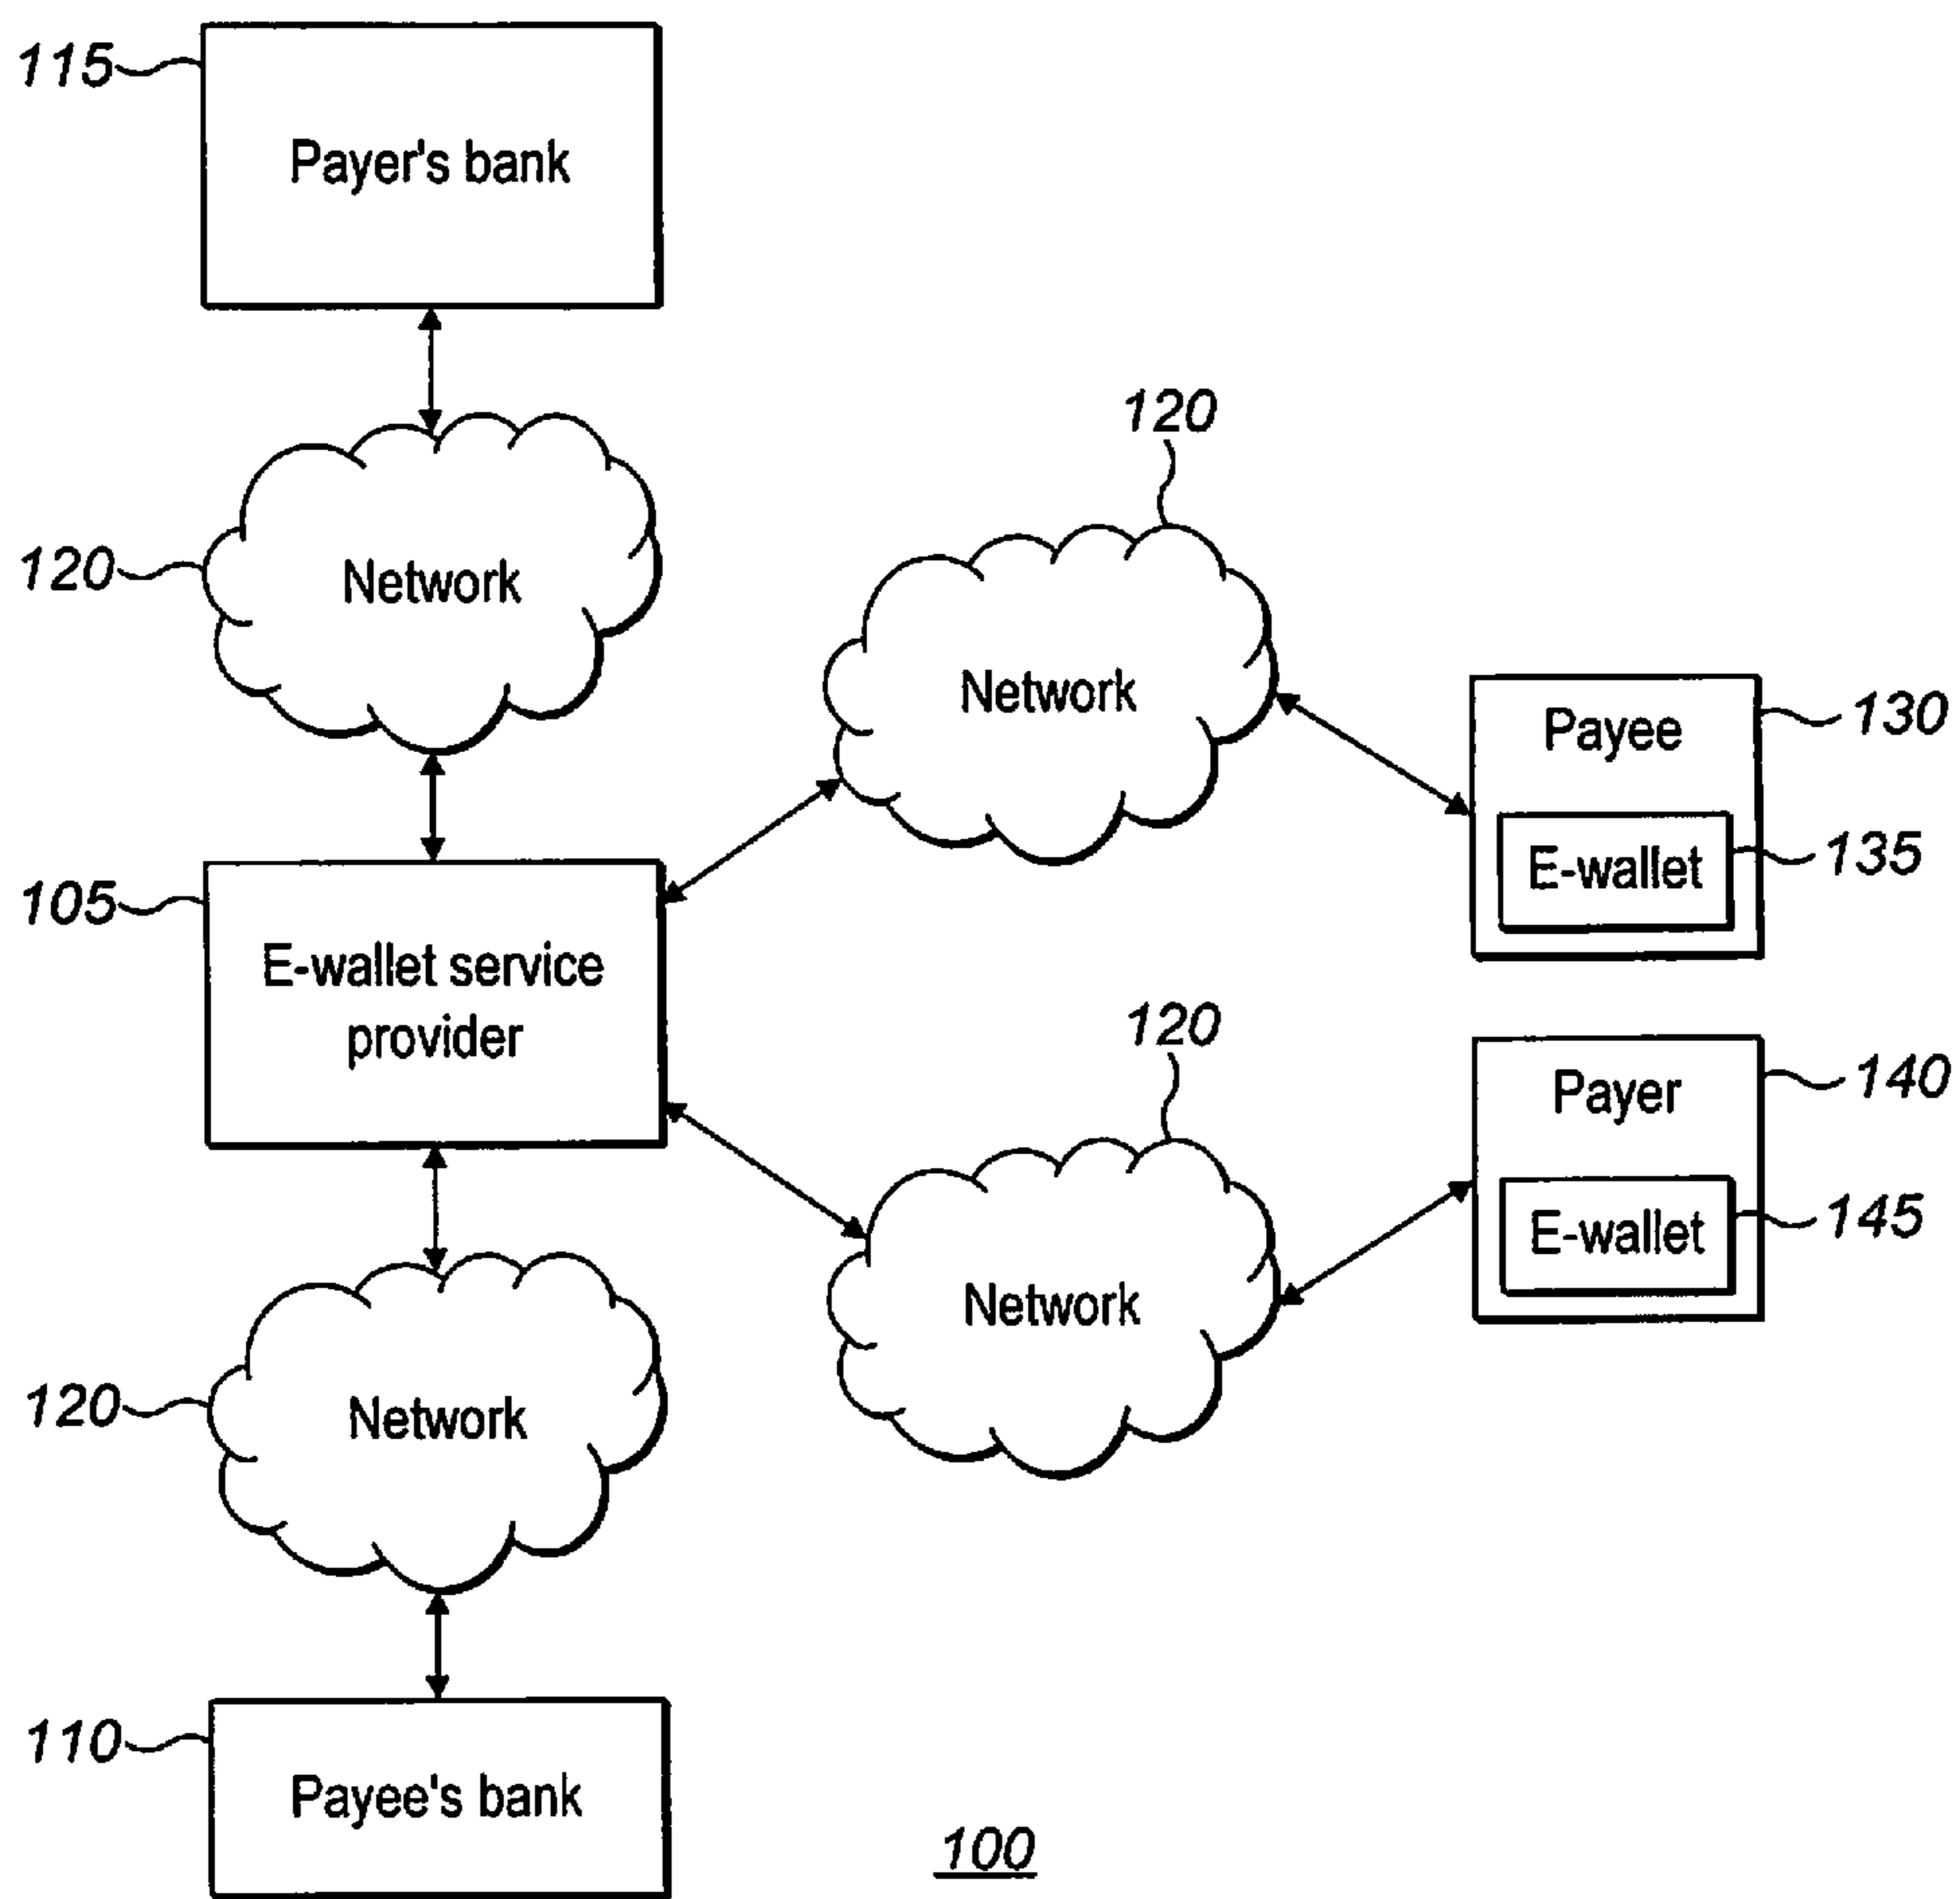 115
Payer's bank
120
Network
120
Network
130
Payee
135
E-wallet
105
E-wallet service
provider
120
Network
140
Payer
145
E-wallet
120
Network
110
Payee's bank
100